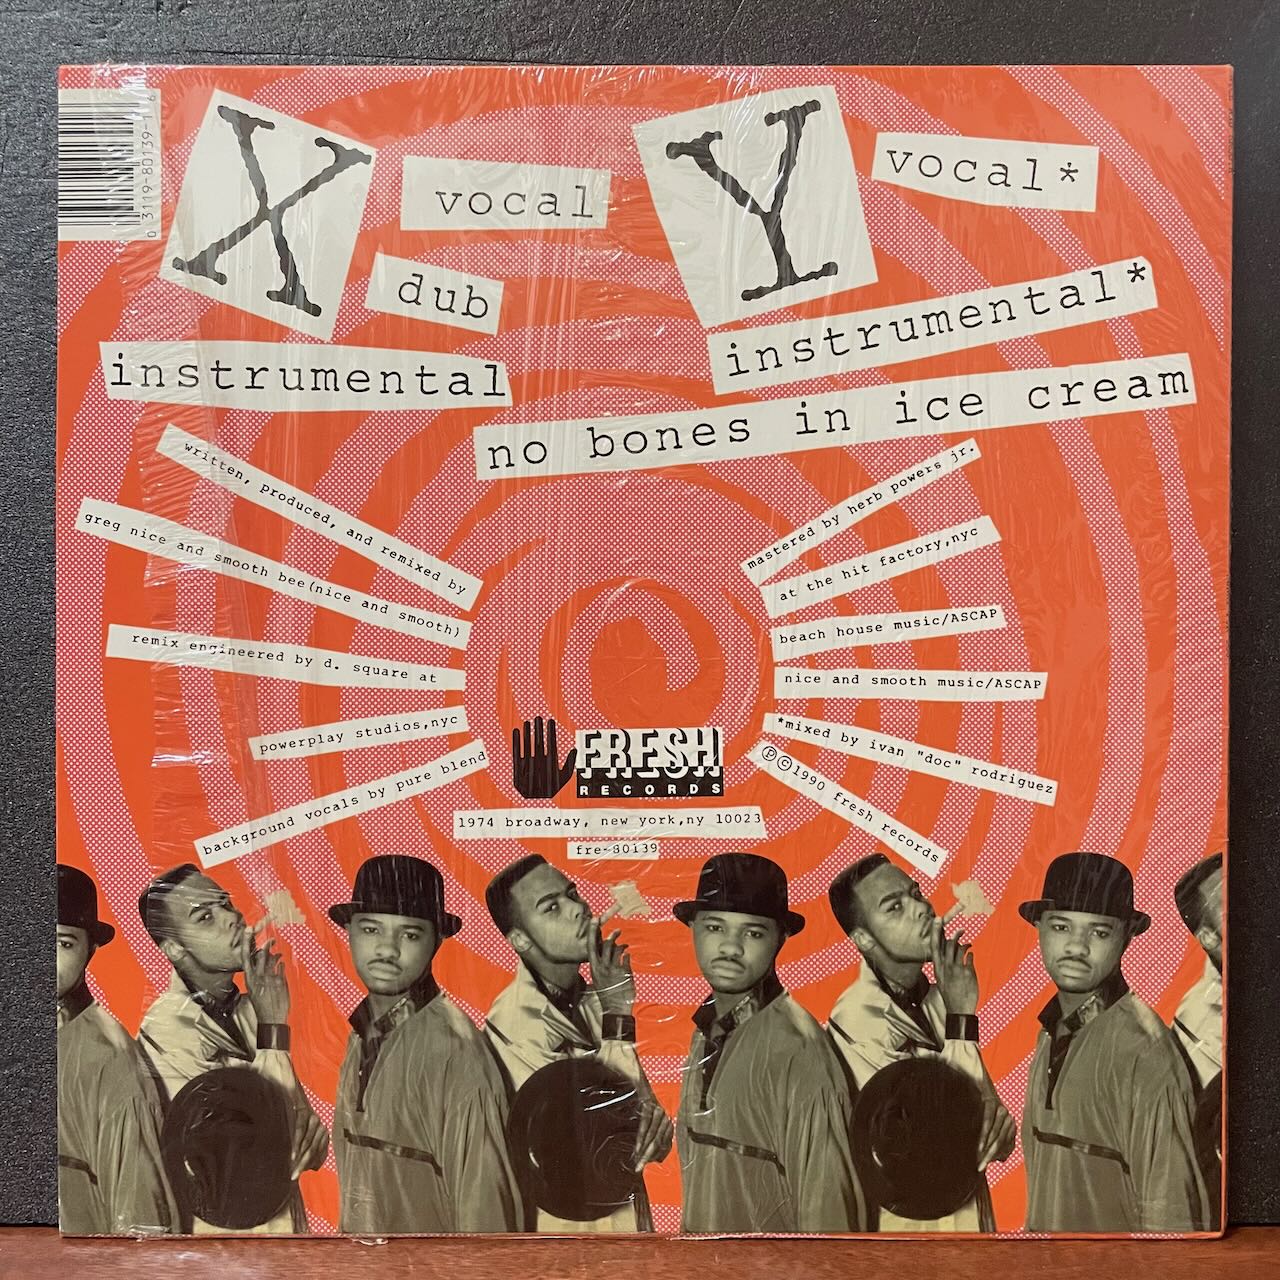 0 3119-80139-1 6
X
vocal
dub
instrumental
Y
vocal*
instrumental*
no bones in ice cream
written, produced, and remixed by
greg nice and smooth bee(nice and smooth)
remix engineered by d. square at
powerplay studios,nyc
background vocals by pure blend
mastered by herb powers jr.
at the hit factory,nyc
beach house music/ASCAP
nice and smooth music/ASCAP
*mixed by ivan "doc" rodriguez
℗©1990 fresh records
FRESH
RECORDS
1974 broadway, new york,ny 10023
fre-80139